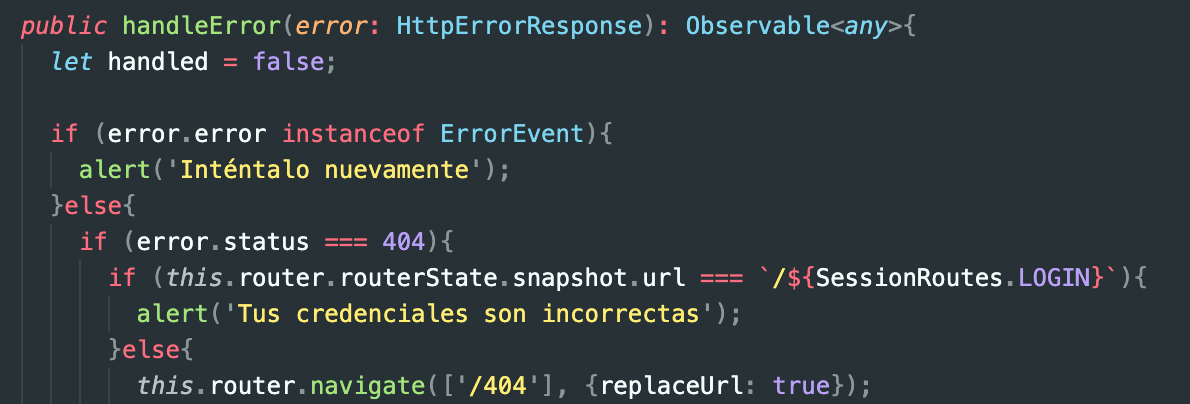 public handleError(error: HttpErrorResponse): Observable<any>{
let handled = false;
if (error.error instanceof ErrorEvent){
alert('Inténtalo nuevamente');
}else{
if (error.status === 404){
if (this.router.routerState.snapshot.url === `/${SessionRoutes.LOGIN}`){
alert('Tus credenciales son incorrectas');
}else{
this.router.navigate(['/404'], {replaceUrl: true});